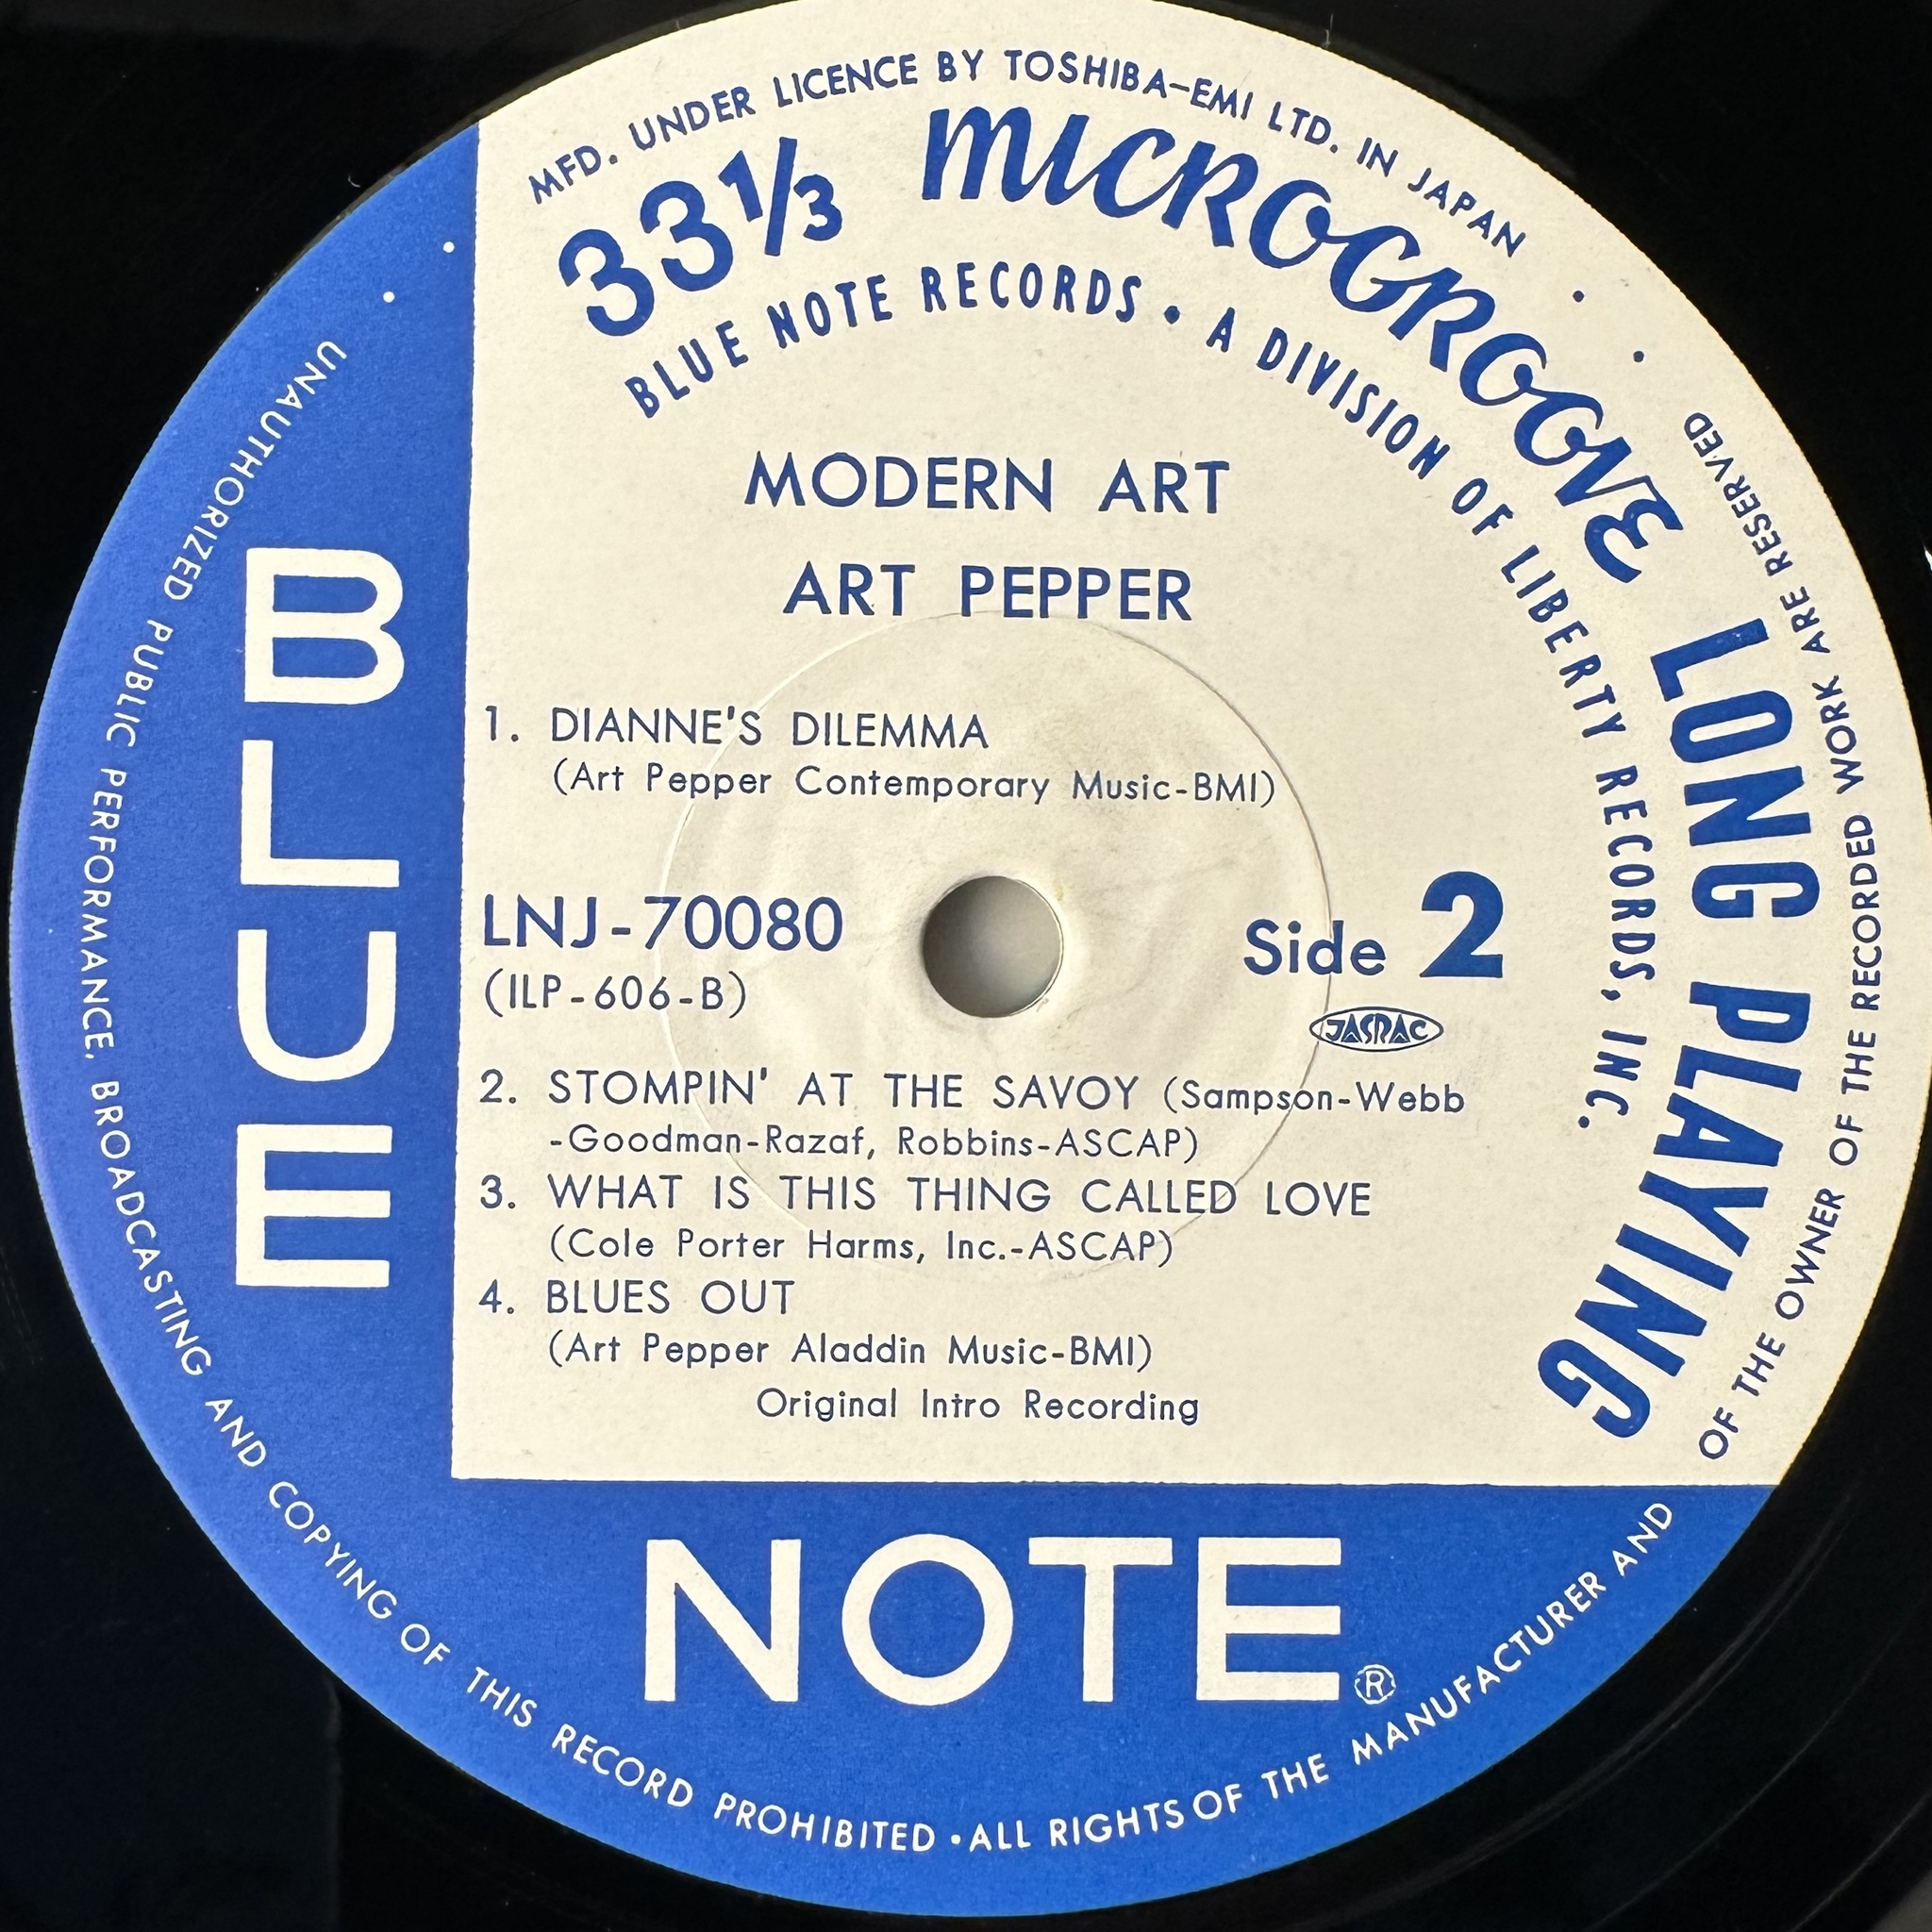 MFD. UNDER LICENCE BY TOSHIBA-EMI LTD. IN JAPAN
33 1/3 MICROGROOVE LONG PLAYING
BLUE NOTE RECORDS • A DIVISION OF LIBERTY RECORDS, INC.
MODERN ART
ART PEPPER
1. DIANNE'S DILEMMA
(Art Pepper Contemporary Music-BMI)
LNJ-70080
(ILP-606-B)
Side 2
JASRAC
2. STOMPIN' AT THE SAVOY (Sampson-Webb
-Goodman-Razaf, Robbins-ASCAP)
3. WHAT IS THIS THING CALLED LOVE
(Cole Porter Harms, Inc.-ASCAP)
4. BLUES OUT
(Art Pepper Aladdin Music-BMI)
Original Intro Recording
BLUE
NOTE ®
UNAUTHORIZED PUBLIC PERFORMANCE, BROADCASTING AND COPYING OF THIS RECORD PROHIBITED • ALL RIGHTS OF THE MANUFACTURER AND OF THE OWNER OF THE RECORDED WORK ARE RESERVED